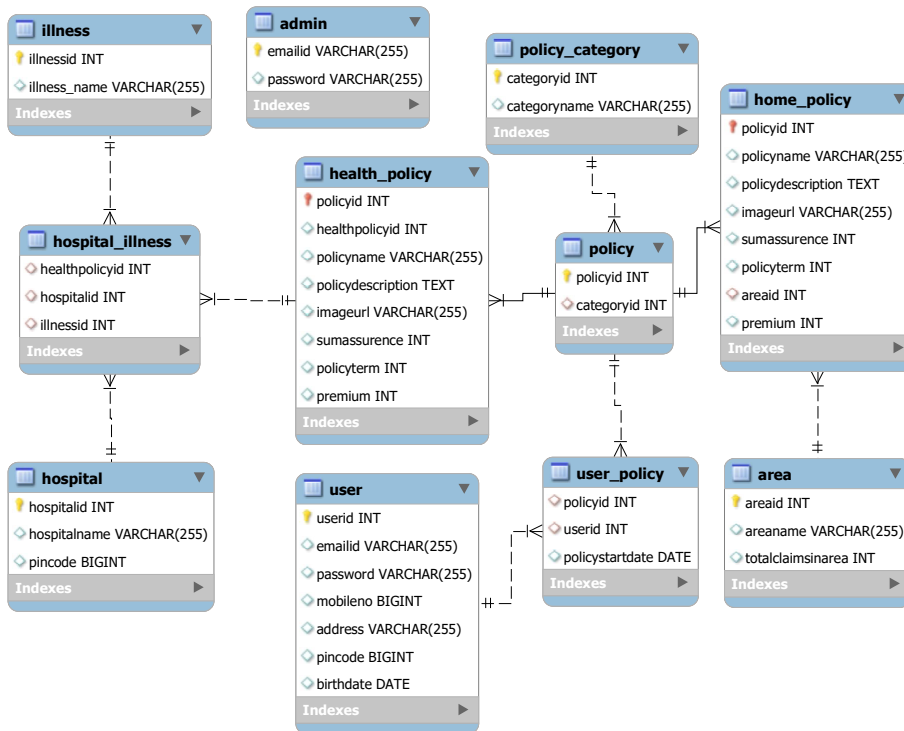 illness
illnessid INT
illness_name VARCHAR(255)
Indexes
admin
emailid VARCHAR(255)
password VARCHAR(255)
Indexes
policy_category
categoryid INT
categoryname VARCHAR(255)
Indexes
home_policy
policyid INT
policyname VARCHAR(255)
policydescription TEXT
imageurl VARCHAR(255)
sumassurence INT
policyterm INT
areaid INT
premium INT
Indexes
health_policy
policyid INT
healthpolicyid INT
policyname VARCHAR(255)
policydescription TEXT
imageurl VARCHAR(255)
sumassurence INT
policyterm INT
premium INT
Indexes
hospital_illness
healthpolicyid INT
hospitalid INT
illnessid INT
Indexes
policy
policyid INT
categoryid INT
Indexes
hospital
hospitalid INT
hospitalname VARCHAR(255)
pincode BIGINT
Indexes
user
userid INT
emailid VARCHAR(255)
password VARCHAR(255)
mobileno BIGINT
address VARCHAR(255)
pincode BIGINT
birthdate DATE
Indexes
user_policy
policyid INT
userid INT
policystartdate DATE
Indexes
area
areaid INT
areaname VARCHAR(255)
totalclaimsinarea INT
Indexes